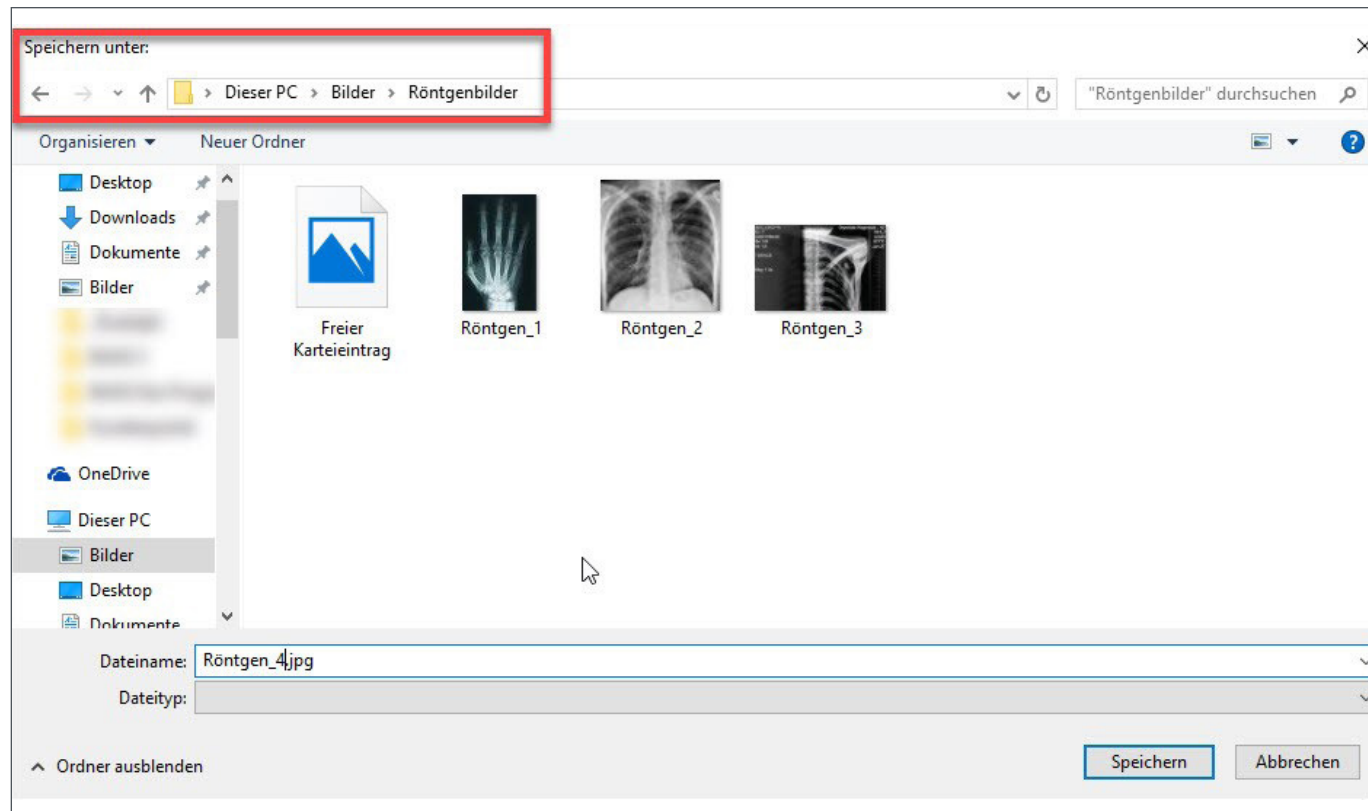 Speichern unter:
Dieser PC > Bilder > Röntgenbilder
"Röntgenbilder" durchsuchen
Organisieren
Neuer Ordner
Desktop
Downloads
Dokumente
Bilder
OneDrive
Dieser PC
Bilder
Desktop
Dokumente
Freier
Karteieintrag
Röntgen_1
Röntgen_2
Röntgen_3
Dateiname: Röntgen_4.jpg
Dateityp:
Ordner ausblenden
Speichern
Abbrechen